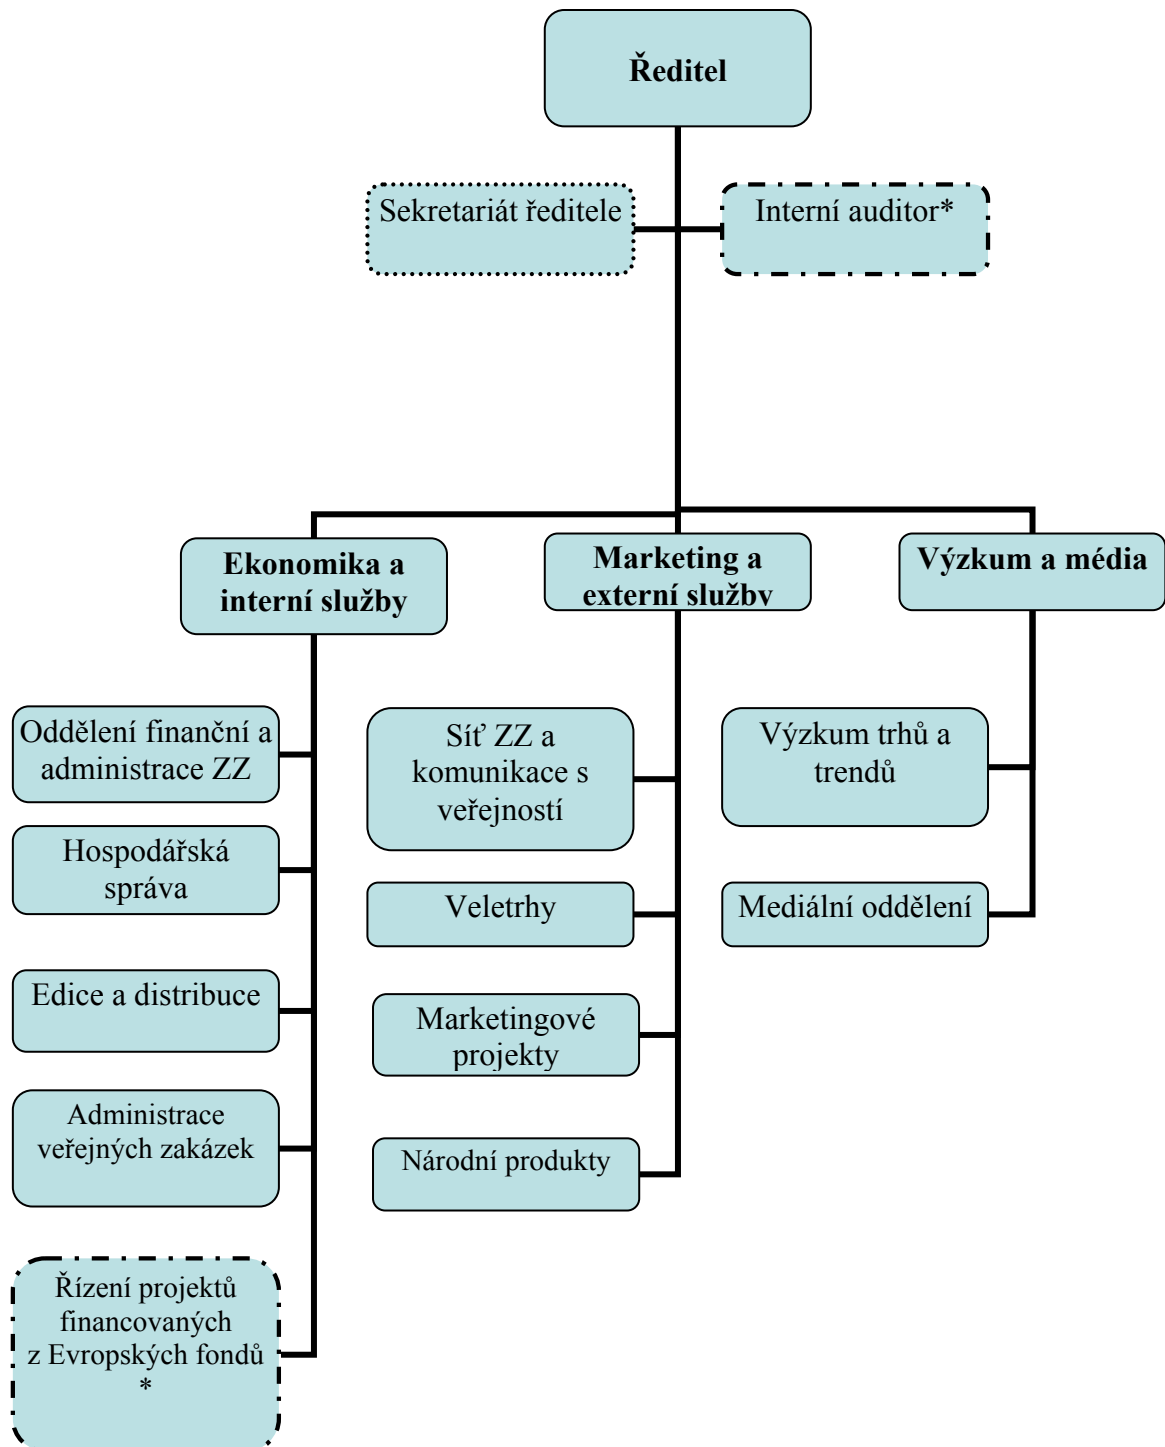 Ředitel
Sekretariát ředitele
Interní auditor*
Ekonomika a
interní služby
Marketing a
externí služby
Výzkum a média
Oddělení finanční a
administrace ZZ
Hospodářská
správa
Edice a distribuce
Administrace
veřejných zakázek
Řízení projektů
financovaných
z Evropských fondů
*
Síť ZZ a
komunikace s
veřejností
Veletrhy
Marketingové
projekty
Národní produkty
Výzkum trhů a
trendů
Mediální oddělení